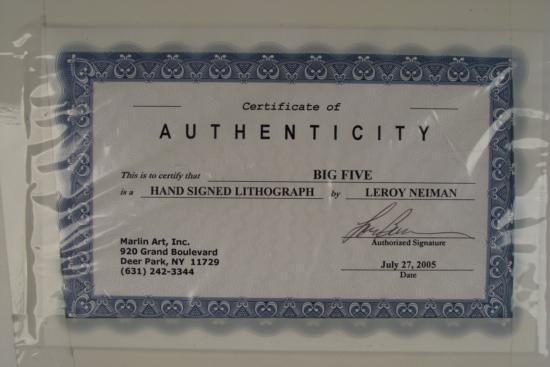 Certificate of
AUTHENTICITY
This is to certify that BIG FIVE
is a HAND SIGNED LITHOGRAPH by LEROY NEIMAN
Authorized Signature
Marlin Art, Inc.
920 Grand Boulevard
Deer Park, NY 11729
(631) 242-3344
July 27, 2005
Date